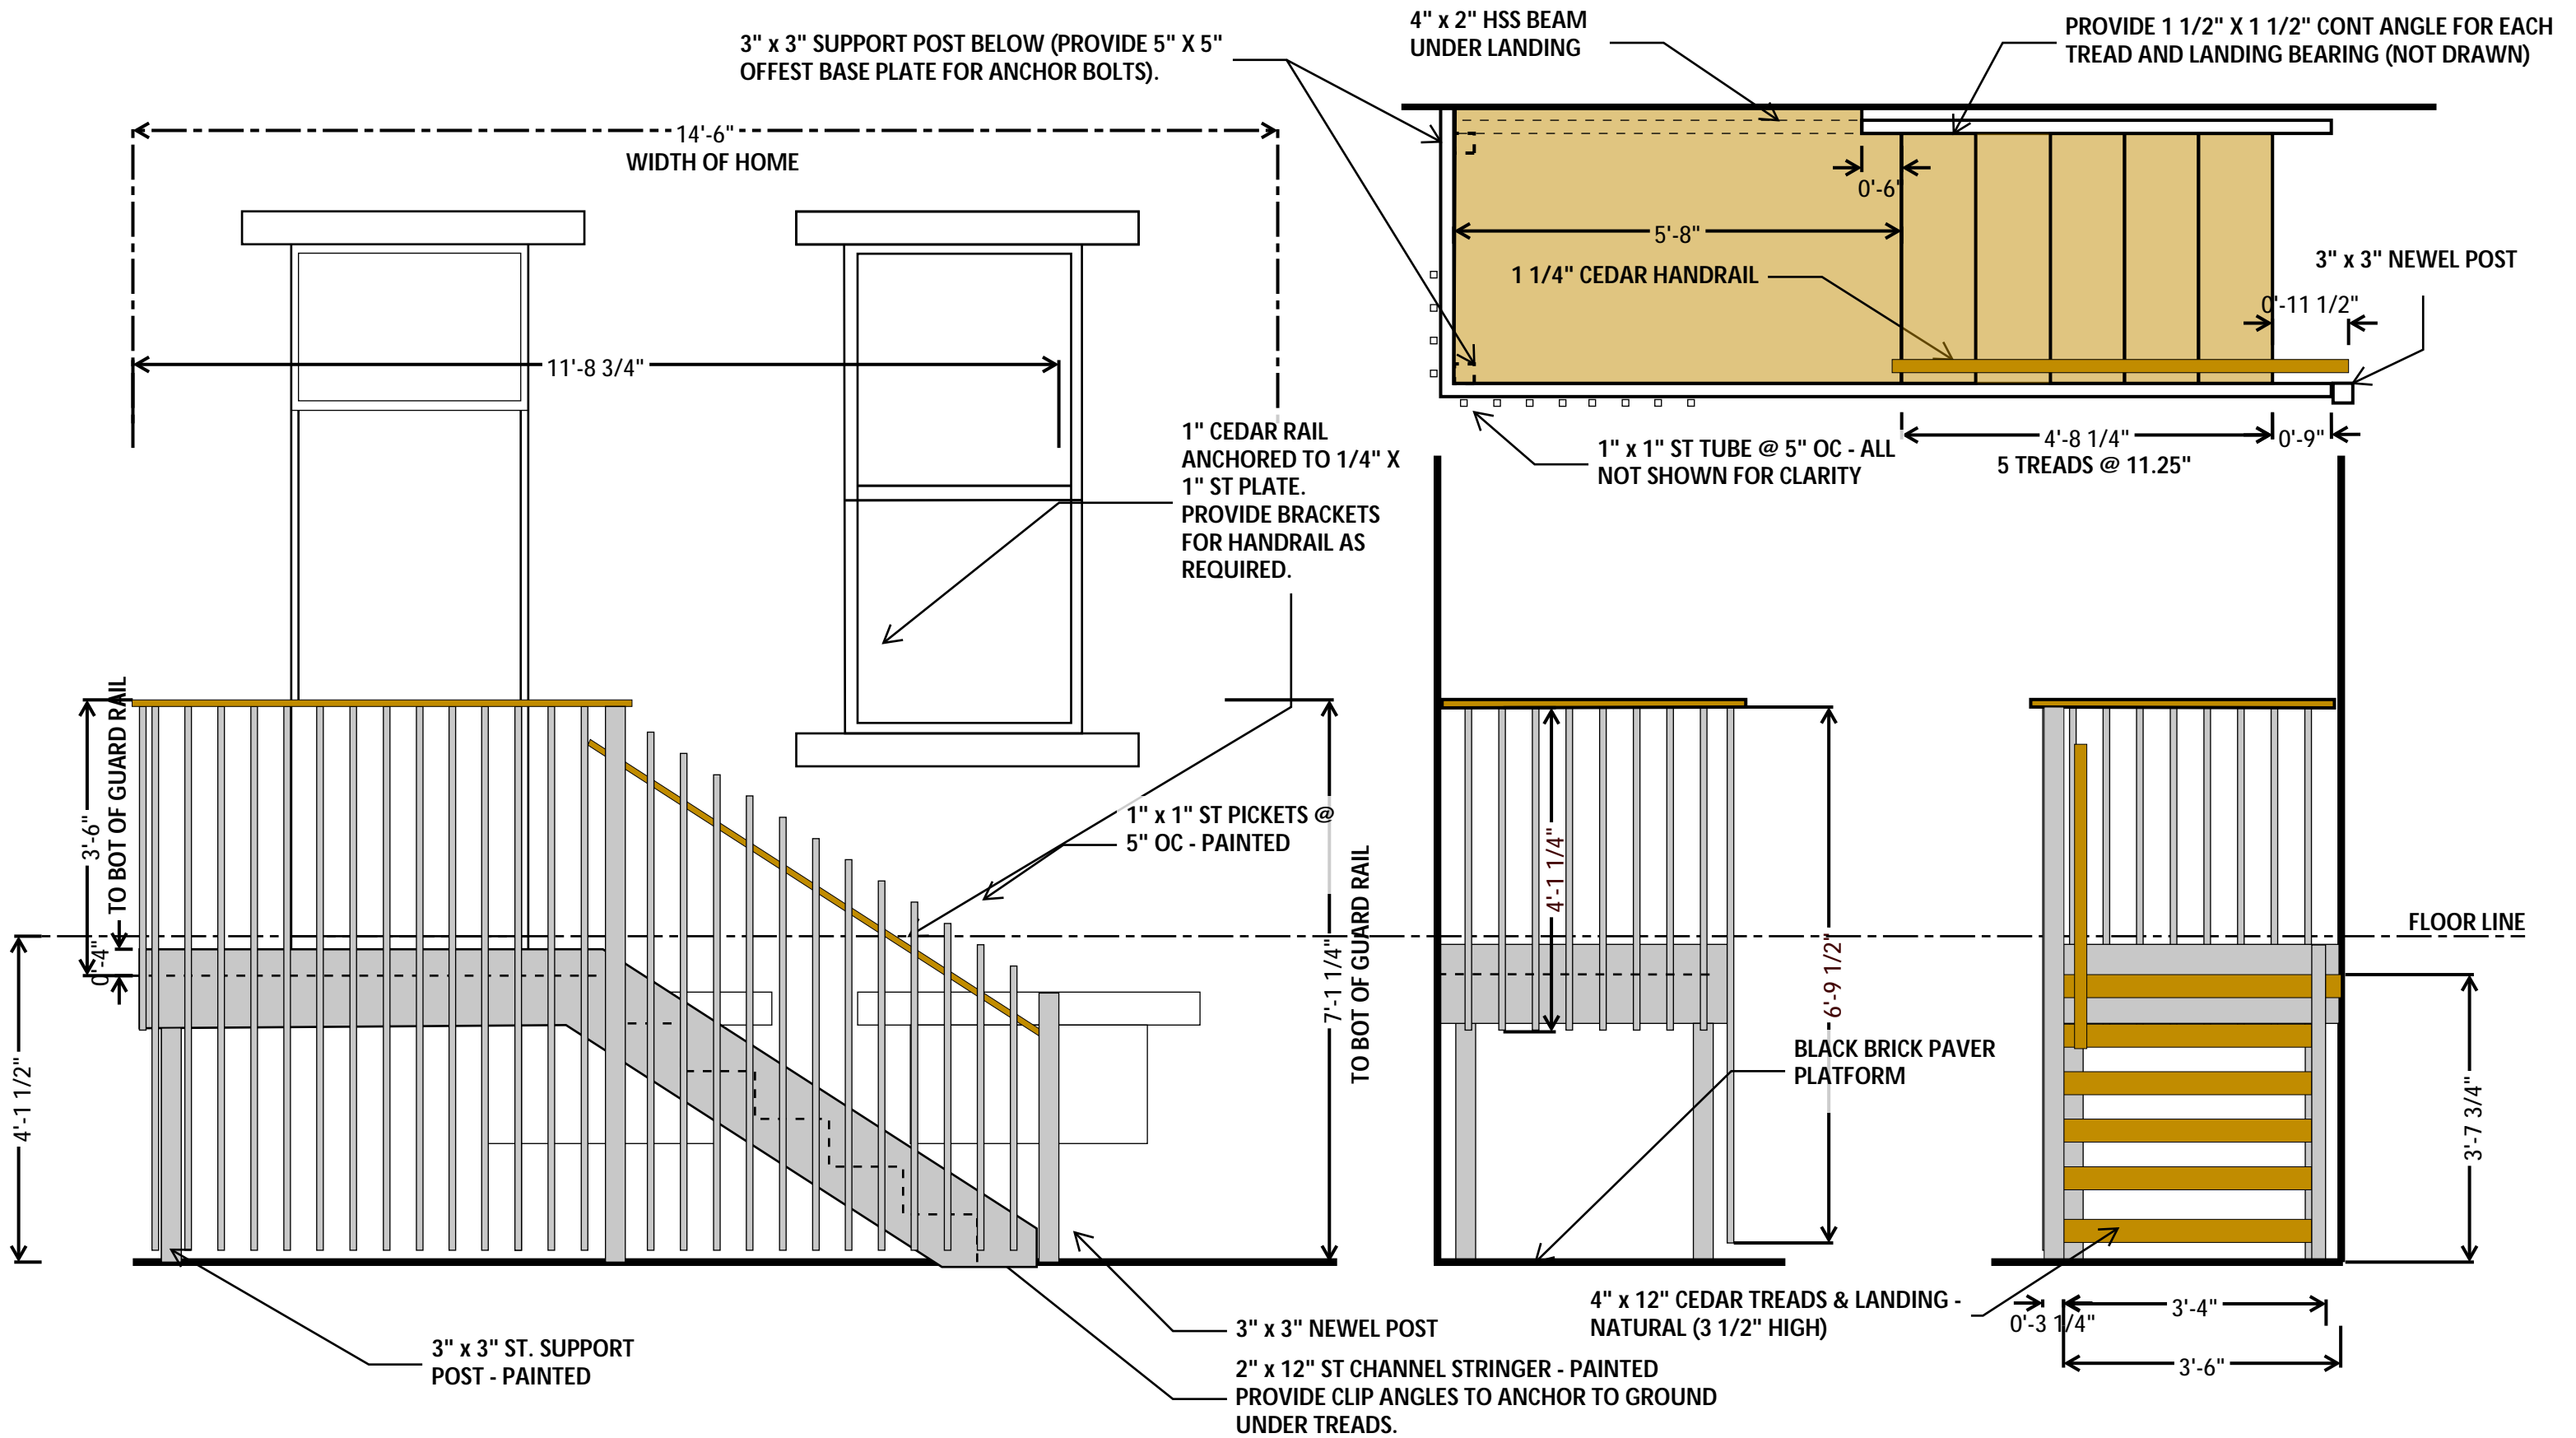 3" x 3" SUPPORT POST BELOW (PROVIDE 5" X 5"
OFFEST BASE PLATE FOR ANCHOR BOLTS).
4" x 2" HSS BEAM
UNDER LANDING
PROVIDE 1 1/2" X 1 1/2" CONT ANGLE FOR EACH
TREAD AND LANDING BEARING (NOT DRAWN)
14'-6"
WIDTH OF HOME
0'-6"
5'-8"
1 1/4" CEDAR HANDRAIL
3" x 3" NEWEL POST
0'-11 1/2"
11'-8 3/4"
1" CEDAR RAIL
ANCHORED TO 1/4" X
1" ST PLATE.
PROVIDE BRACKETS
FOR HANDRAIL AS
REQUIRED.
1" x 1" ST TUBE @ 5" OC - ALL
NOT SHOWN FOR CLARITY
4'-8 1/4"
0'-9"
5 TREADS @ 11.25"
3'-6"
TO BOT OF GUARD RAIL
0'-4"
4'-1 1/2"
1" x 1" ST PICKETS @
5" OC - PAINTED
7'-1 1/4"
TO BOT OF GUARD RAIL
4'-1 1/4"
6'-9 1/2"
FLOOR LINE
BLACK BRICK PAVER
PLATFORM
3'-7 3/4"
4" x 12" CEDAR TREADS & LANDING -
NATURAL (3 1/2" HIGH)
0'-3 1/4"
3'-4"
3'-6"
3" x 3" ST. SUPPORT
POST - PAINTED
3" x 3" NEWEL POST
2" x 12" ST CHANNEL STRINGER - PAINTED
PROVIDE CLIP ANGLES TO ANCHOR TO GROUND
UNDER TREADS.